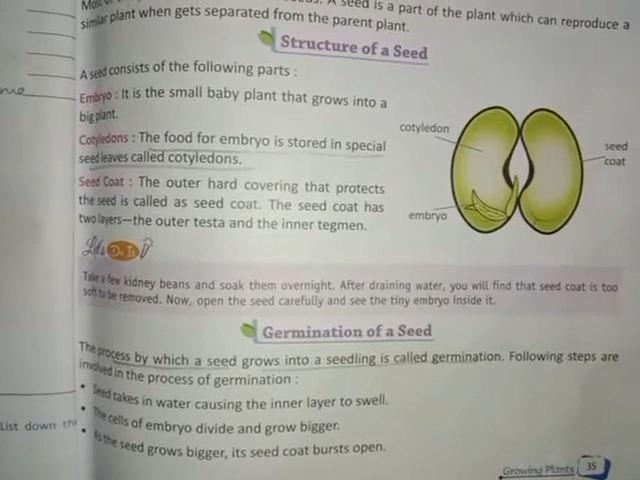 seed is a part of the plant which can reproduce a
similar plant when gets separated from the parent plant.
Structure of a Seed
A seed consists of the following parts :
Embryo : It is the small baby plant that grows into a
big plant.
Cotyledons : The food for embryo is stored in special
seed leaves called cotyledons.
Seed Coat : The outer hard covering that protects
the seed is called as seed coat. The seed coat has
two layers—the outer testa and the inner tegmen.
cotyledon
seed
coat
embryo
Let's Do It
Take a few kidney beans and soak them overnight. After draining water, you will find that seed coat is too
soft to be removed. Now, open the seed carefully and see the tiny embryo inside it.
Germination of a Seed
The process by which a seed grows into a seedling is called germination. Following steps are
involved in the process of germination :
• Seed takes in water causing the inner layer to swell.
• The cells of embryo divide and grow bigger.
• As the seed grows bigger, its seed coat bursts open.
List down
Growing Plants 35